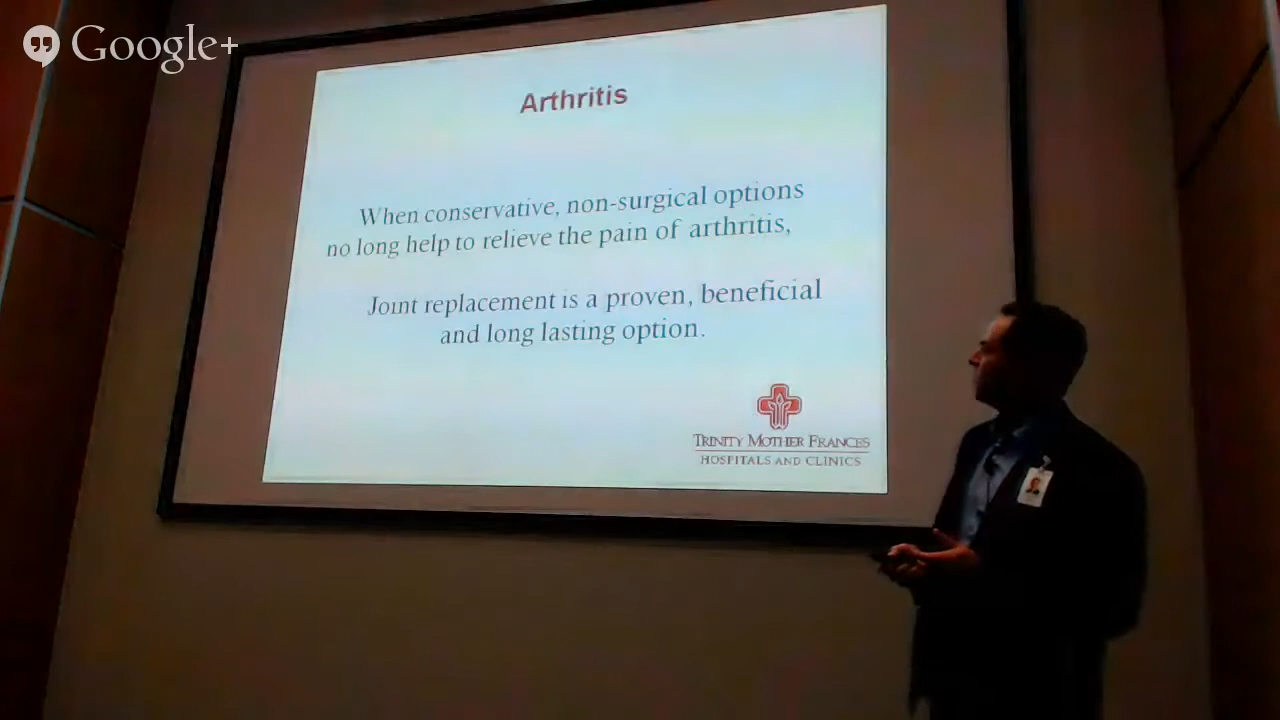 Google+
Arthritis
When conservative, non-surgical options
no long help to relieve the pain of arthritis,
Joint replacement is a proven, beneficial
and long lasting option.
TRINITY MOTHER FRANCES
HOSPITALS AND CLINICS